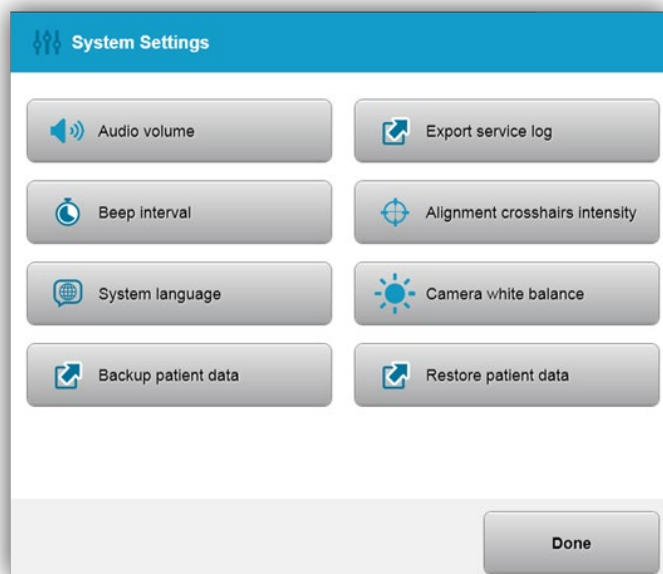 System Settings
Audio volume
Export service log
Beep interval
Alignment crosshairs intensity
System language
Camera white balance
Backup patient data
Restore patient data
Done